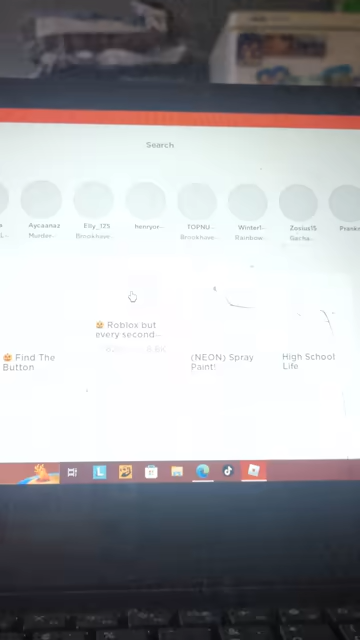 Search
Aycaanaz Elly_125 henryor-- TOPNU-- Winter1-- Zosius15
Murder-- Brookhave-- Brookhave-- Rainbow-- Gacha--
Roblox but
every second--
Find The
Button
(NEON) Spray
Paint!
High School
Life